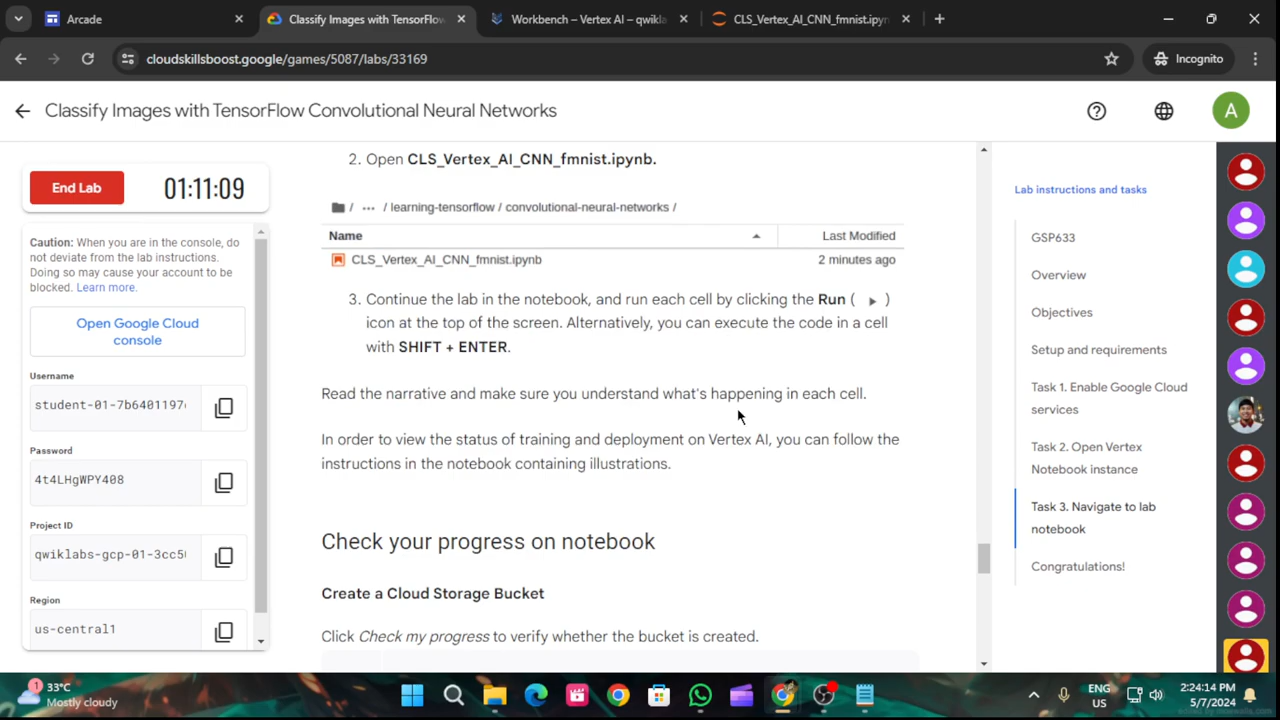 Arcade
Classify Images with TensorFlow
Workbench – Vertex AI – qwikla
CLS_Vertex_AI_CNN_fmnist.ipyn
cloudskillsboost.google/games/5087/labs/33169
Incognito
Classify Images with TensorFlow Convolutional Neural Networks
A
End Lab
01:11:09
Caution: When you are in the console, do
not deviate from the lab instructions.
Doing so may cause your account to be
blocked. Learn more.
Open Google Cloud
console
Username
student-01-7b6401197
Password
4t4LHgWPY408
Project ID
qwiklabs-gcp-01-3cc5
Region
us-central1
2. Open CLS_Vertex_AI_CNN_fmnist.ipynb.
/ ··· / learning-tensorflow / convolutional-neural-networks /
Name Last Modified
CLS_Vertex_AI_CNN_fmnist.ipynb 2 minutes ago
3. Continue the lab in the notebook, and run each cell by clicking the Run ( ▶ )
icon at the top of the screen. Alternatively, you can execute the code in a cell
with SHIFT + ENTER.
Read the narrative and make sure you understand what's happening in each cell.
In order to view the status of training and deployment on Vertex AI, you can follow the
instructions in the notebook containing illustrations.
Check your progress on notebook
Create a Cloud Storage Bucket
Click Check my progress to verify whether the bucket is created.
Lab instructions and tasks
GSP633
Overview
Objectives
Setup and requirements
Task 1. Enable Google Cloud
services
Task 2. Open Vertex
Notebook instance
Task 3. Navigate to lab
notebook
Congratulations!
1
33°C
Mostly cloudy
ENG
US
2:24:14 PM
5/7/2024